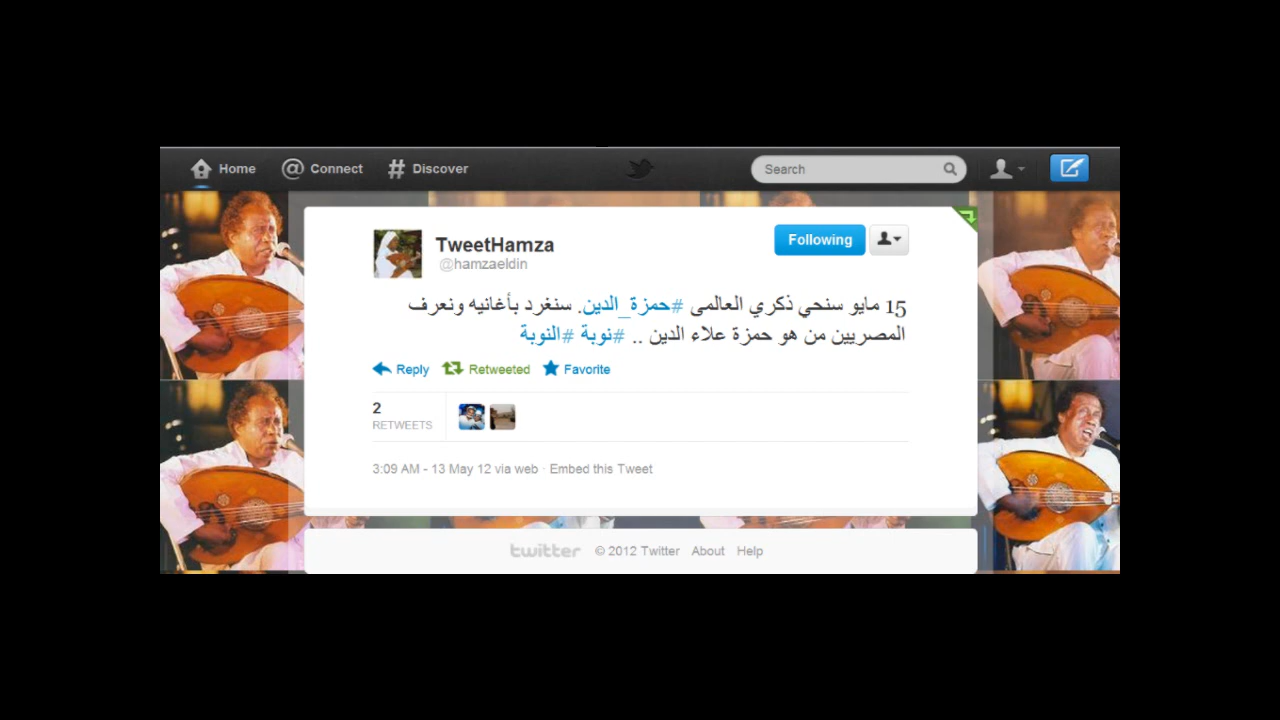 Home
Connect
Discover
Search
TweetHamza
@hamzaeldin
Following
15 مايو سنحي ذكري العالمى #حمزة_الدين. سنغرد بأغانيه ونعرف
المصريين من هو حمزة علاء الدين .. #نوبة #النوبة
Reply Retweeted Favorite
2
RETWEETS
3:09 AM - 13 May 12 via web · Embed this Tweet
twitter © 2012 Twitter About Help